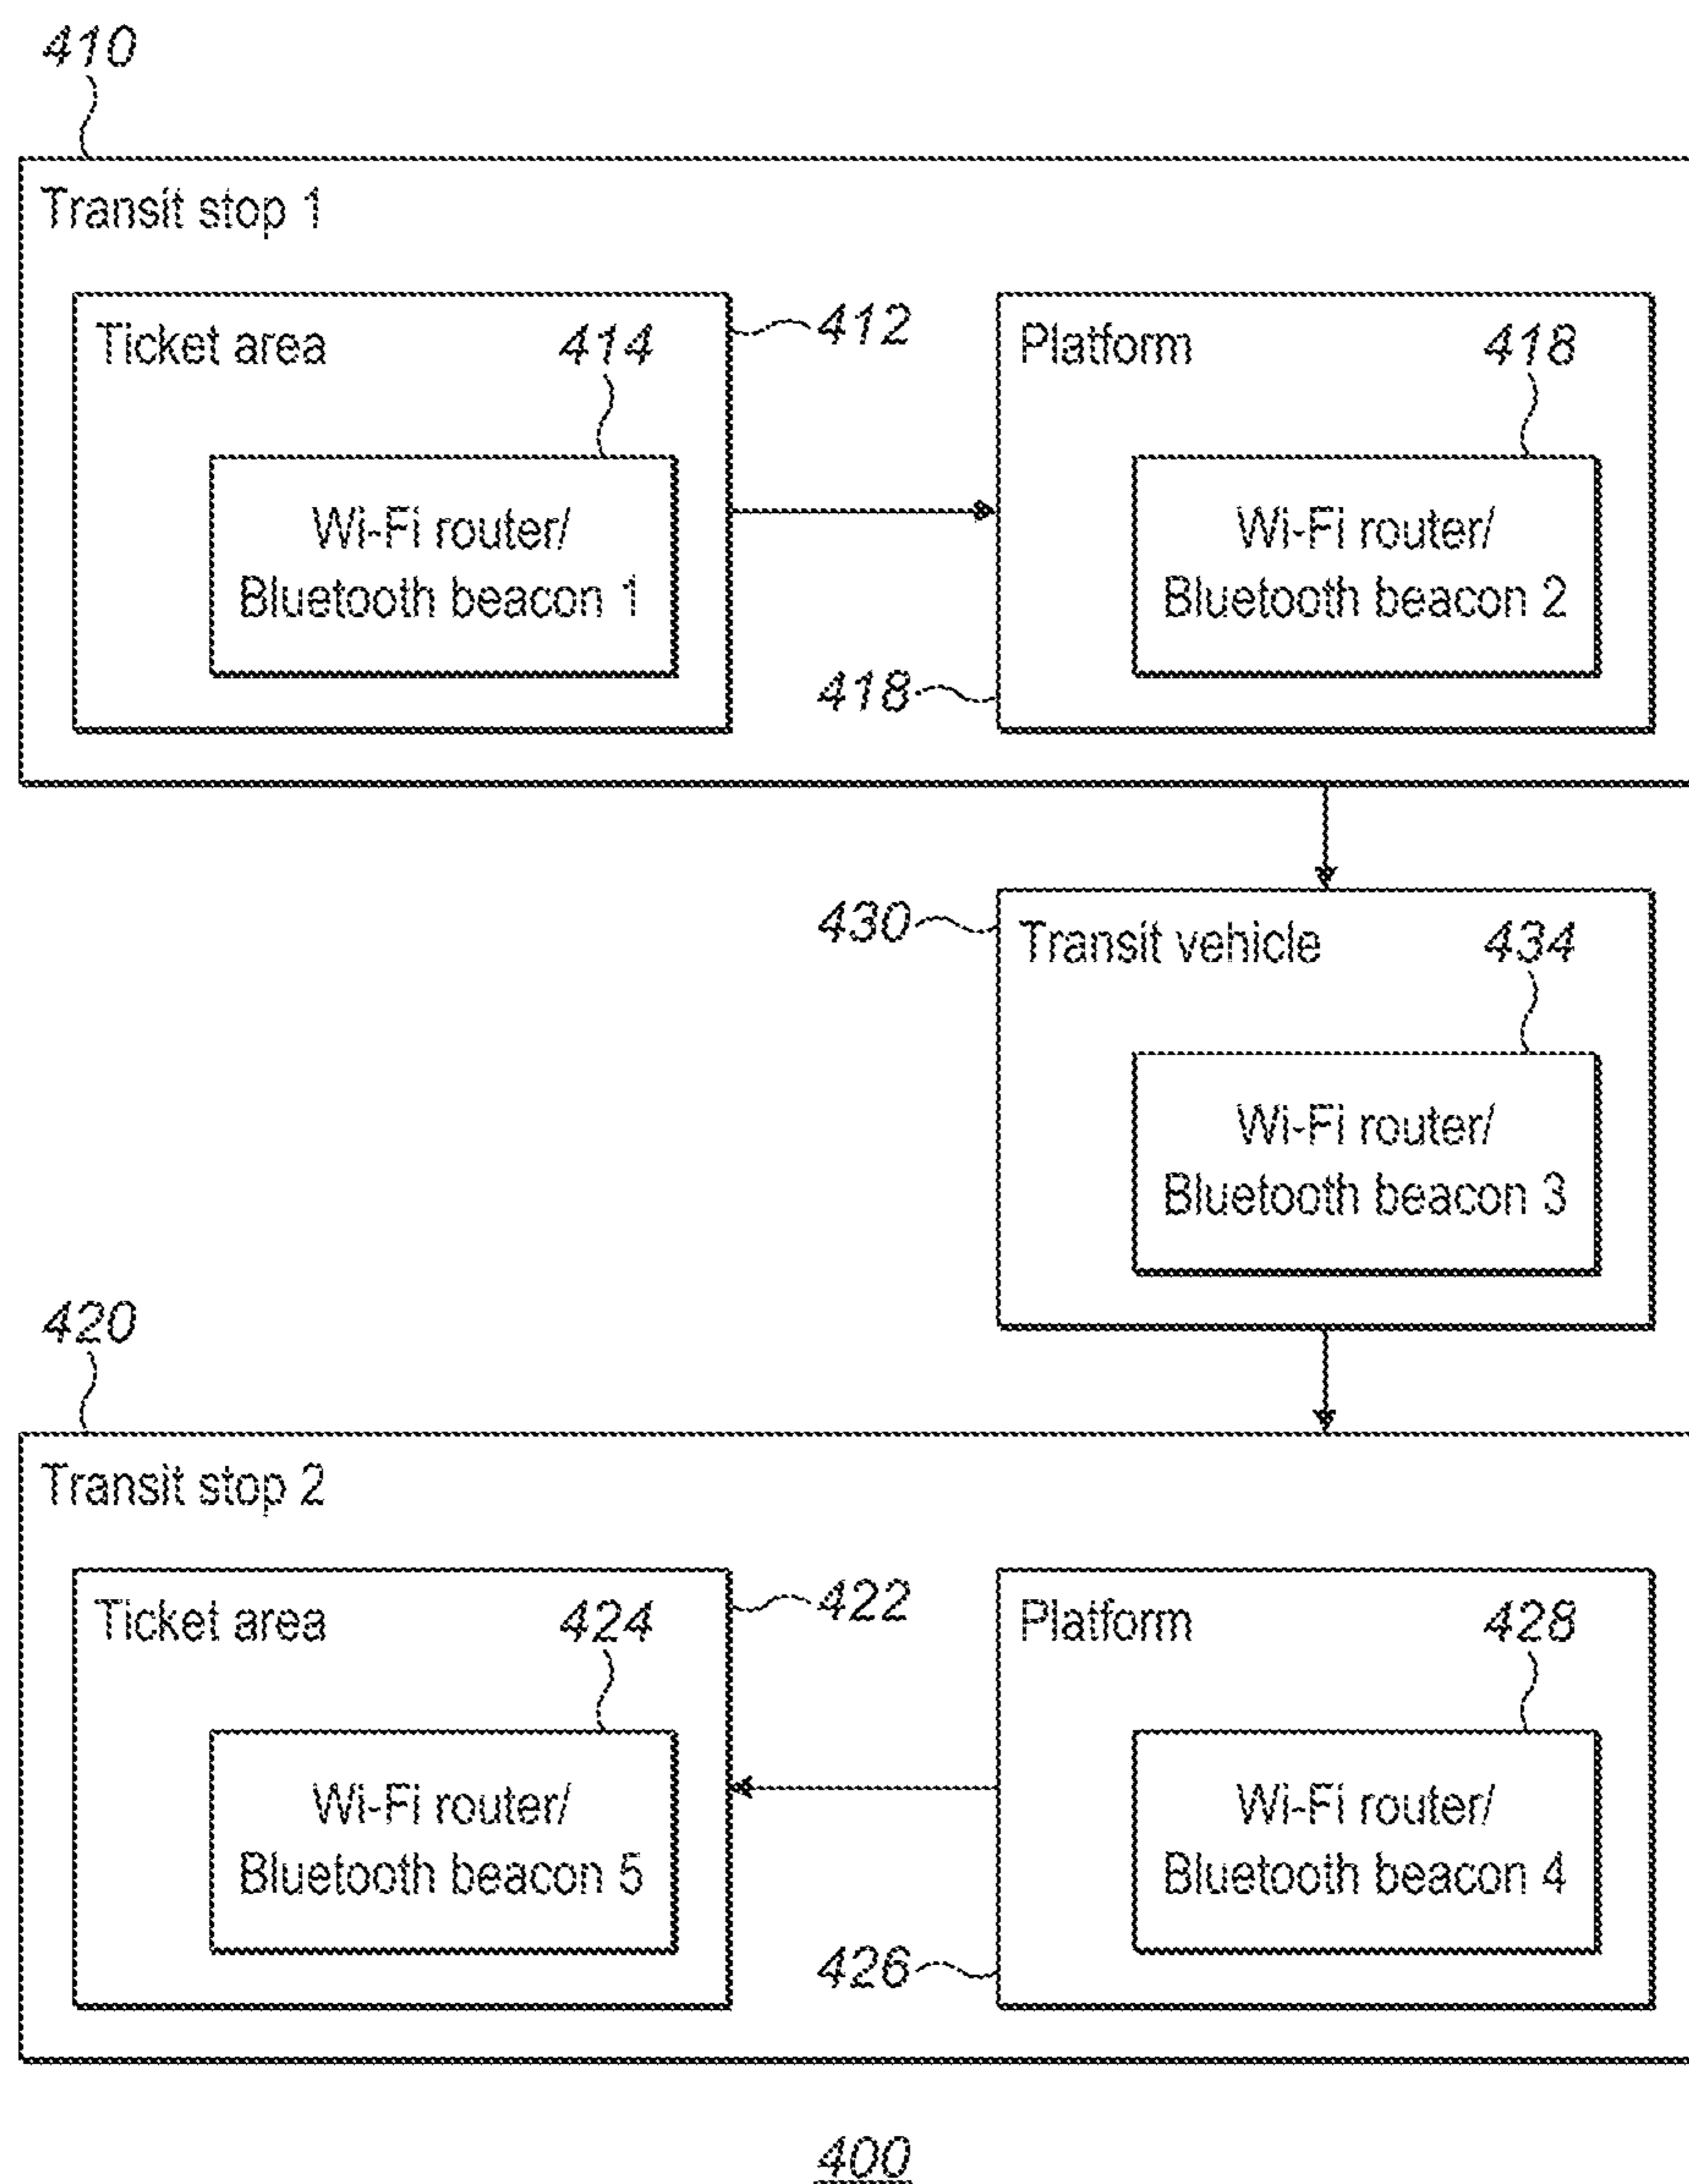 410
Transit stop 1
Ticket area
414
412
Wi-Fi router/
Bluetooth beacon 1
Platform
418
Wi-Fi router/
Bluetooth beacon 2
418
430
Transit vehicle
434
Wi-Fi router/
Bluetooth beacon 3
420
Transit stop 2
Ticket area
424
422
Wi-Fi router/
Bluetooth beacon 5
Platform
428
Wi-Fi router/
Bluetooth beacon 4
426
400